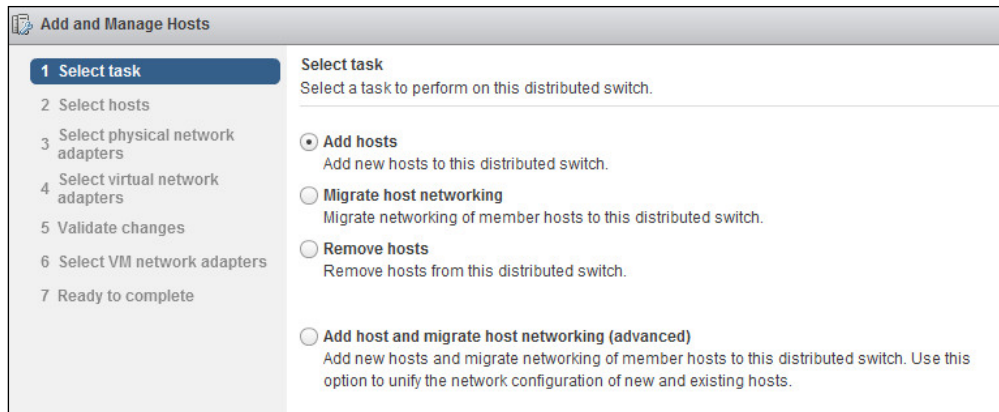 Add and Manage Hosts
1 Select task
2 Select hosts
3 Select physical network
adapters
4 Select virtual network
adapters
5 Validate changes
6 Select VM network adapters
7 Ready to complete
Select task
Select a task to perform on this distributed switch.
Add hosts
Add new hosts to this distributed switch.
Migrate host networking
Migrate networking of member hosts to this distributed switch.
Remove hosts
Remove hosts from this distributed switch.
Add host and migrate host networking (advanced)
Add new hosts and migrate networking of member hosts to this distributed switch. Use this
option to unify the network configuration of new and existing hosts.